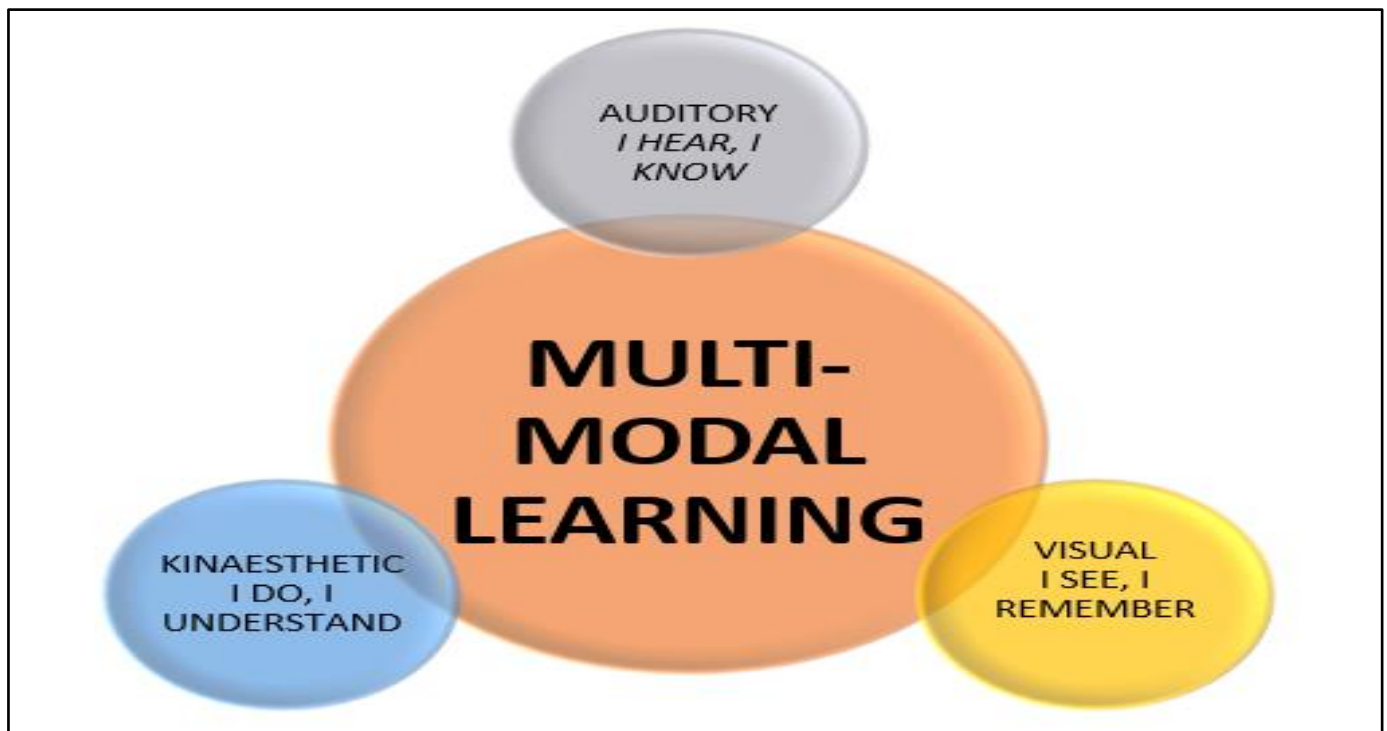 AUDITORY
I HEAR, I
KNOW
MULTI-
MODAL
LEARNING
KINAESTHETIC
I DO, I
UNDERSTAND
VISUAL
I SEE, I
REMEMBER